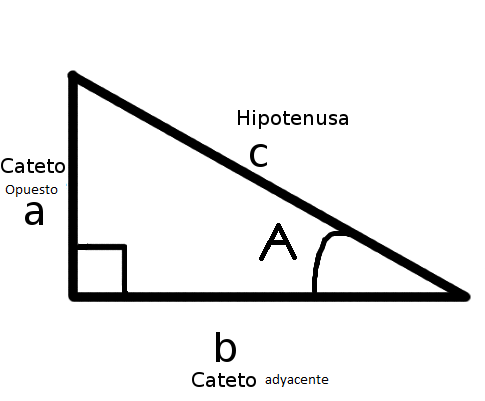 Hipotenusa
c
Cateto
Opuesto
a
A
b
Cateto adyacente